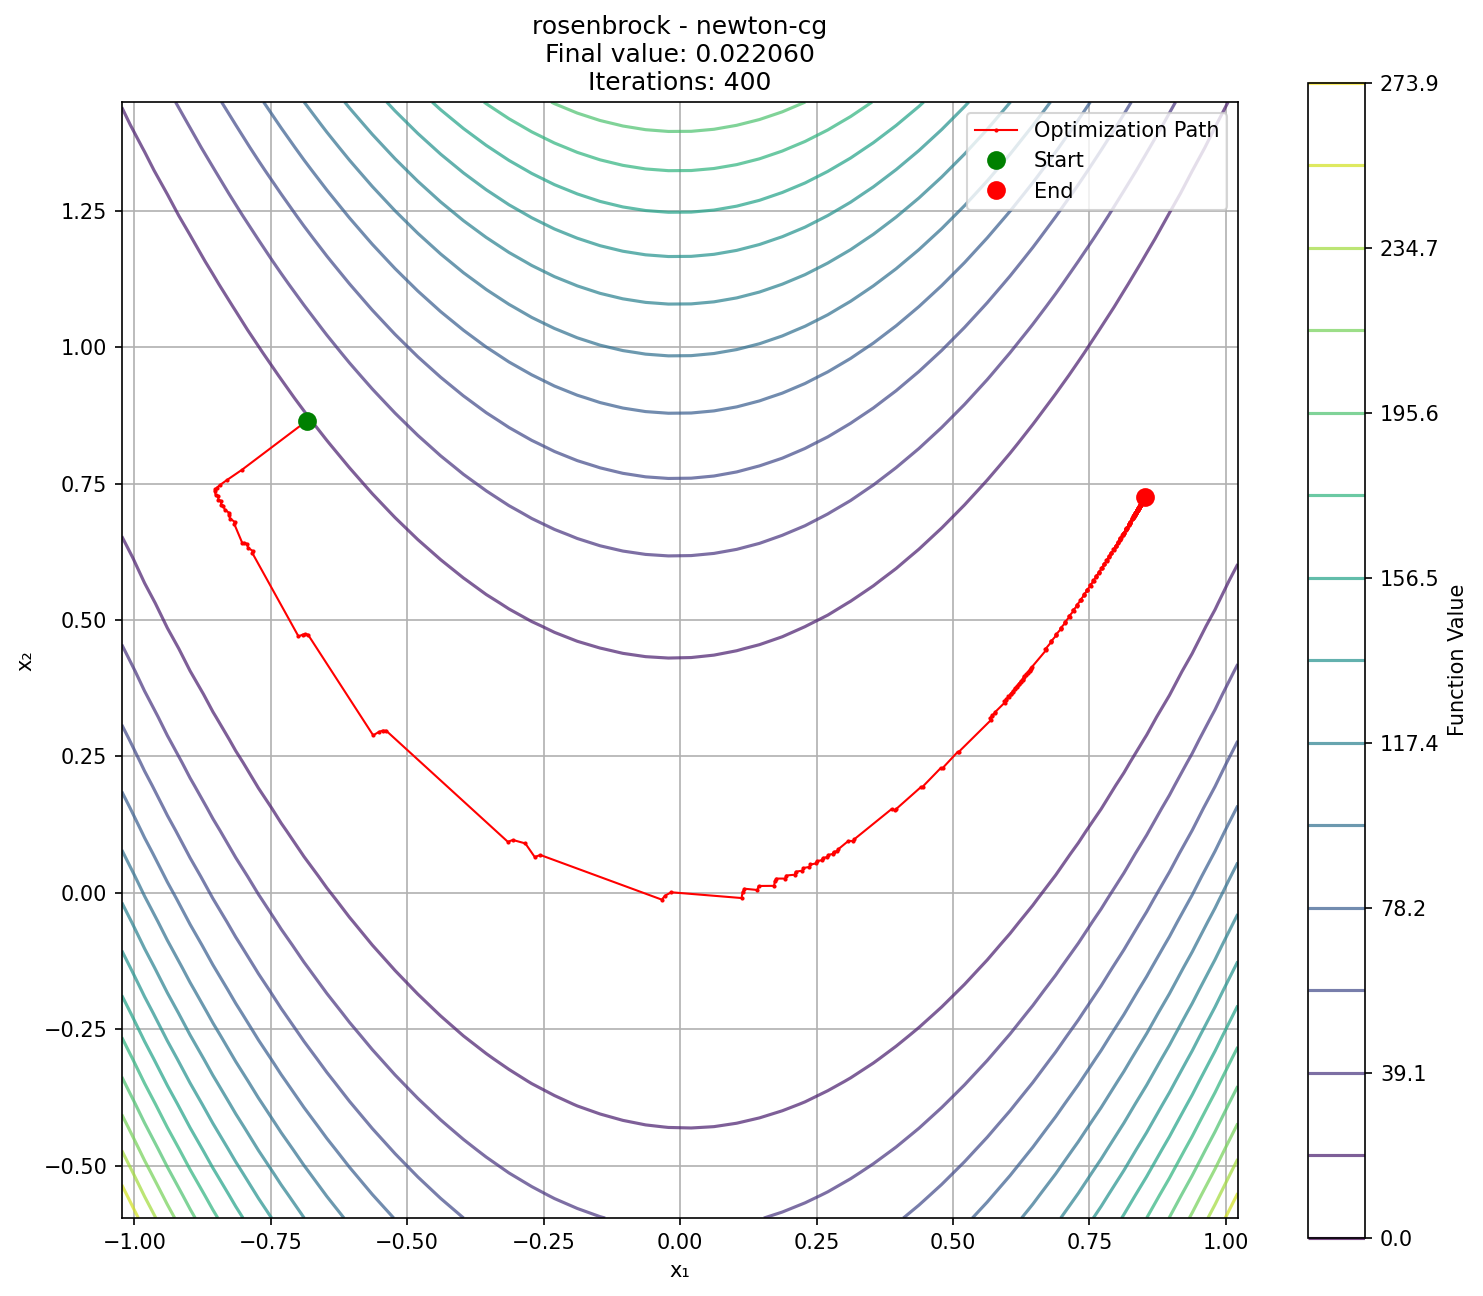 rosenbrock - newton-cg
Final value: 0.022060
Iterations: 400
Optimization Path
Start
End
1.25
1.00
0.75
0.50
0.25
0.00
−0.25
−0.50
x₂
−1.00
−0.75
−0.50
−0.25
0.00
0.25
0.50
0.75
1.00
x₁
273.9
234.7
195.6
156.5
117.4
78.2
39.1
0.0
Function Value